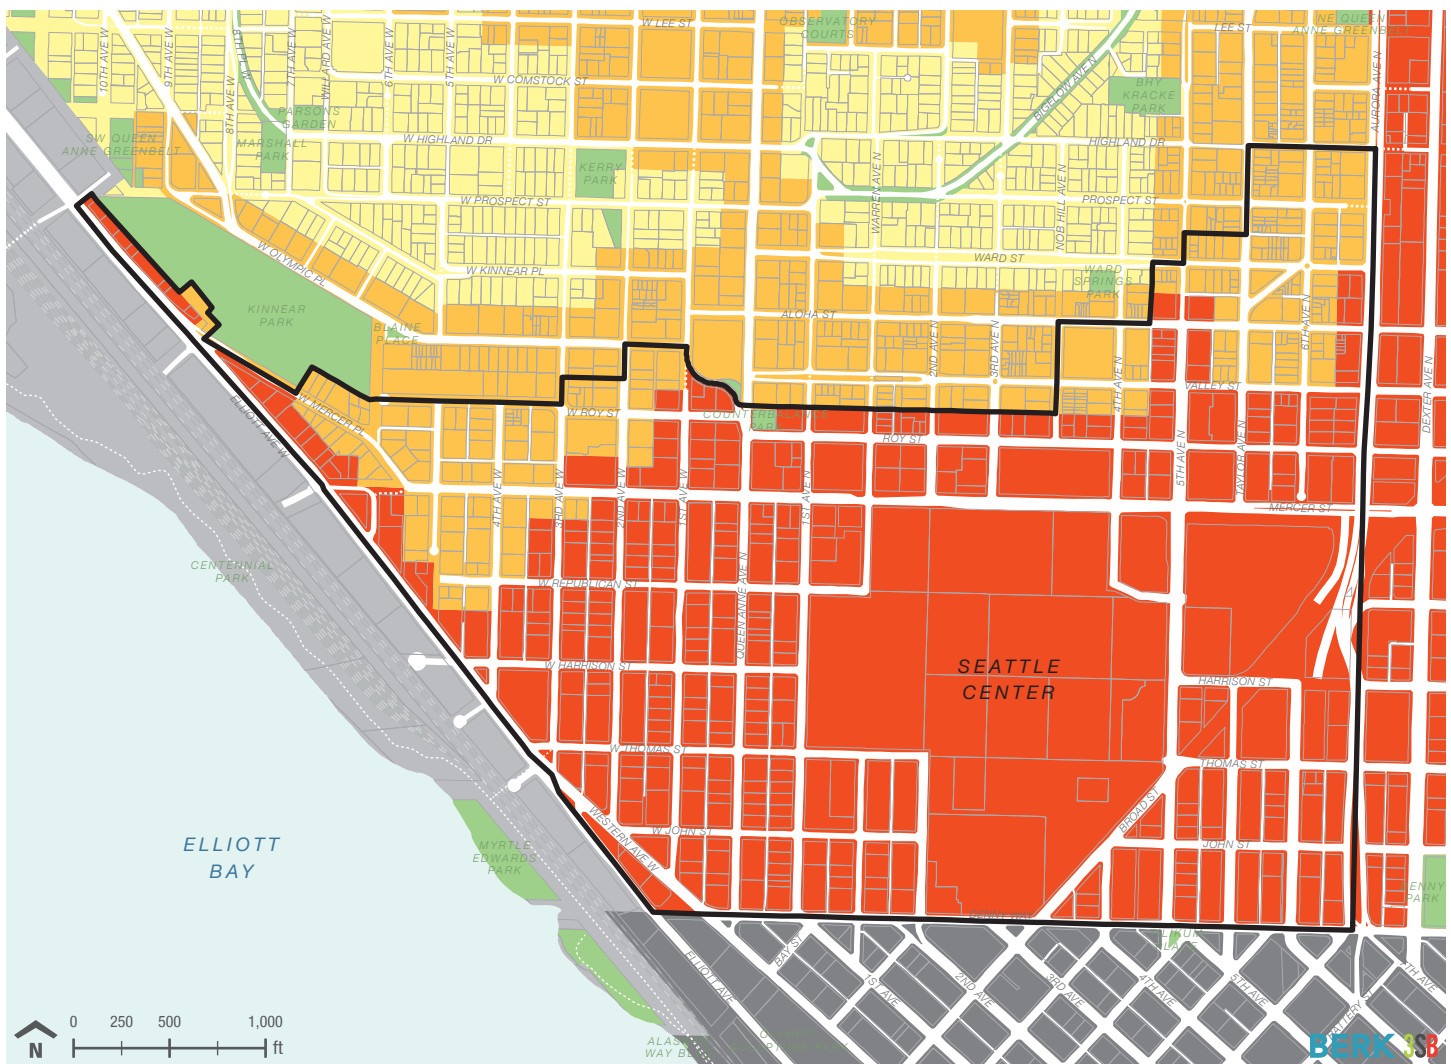 W LEE ST
OBSERVATORY
COURTS
LEE ST
NE QUEEN
ANNE GREENBELT
10TH AVE W
9TH AVE W
8TH PL W
7TH AVE W
WILLARD AVE W
6TH AVE W
5TH AVE W
W COMSTOCK ST
BIGELOW AVE N
BHY
KRACKE
PARK
AURORA AVE N
8TH AVE W
PARSONS
GARDEN
SW QUEEN
ANNE GREENBELT
MARSHALL
PARK
W HIGHLAND DR
HIGHLAND DR
KERRY
PARK
WARREN AVE N
NOB HILL AVE N
W PROSPECT ST
PROSPECT ST
W OLYMPIC PL
W KINNEAR PL
WARD ST
WARD
SPRINGS
PARK
KINNEAR
PARK
BLAINE
PLACE
ALOHA ST
2ND AVE N
3RD AVE N
4TH AVE N
6TH AVE N
VALLEY ST
DEXTER AVE N
ELLIOTT AVE W
W MERCER PL
W ROY ST
COUNTERBALANCE
PARK
ROY ST
5TH AVE N
TAYLOR AVE N
4TH AVE W
3RD AVE W
2ND AVE W
1ST AVE W
1ST AVE N
MERCER ST
CENTENNIAL
PARK
W REPUBLICAN ST
QUEEN ANNE AVE N
W HARRISON ST
SEATTLE
CENTER
HARRISON ST
W THOMAS ST
THOMAS ST
WESTERN AVE W
W JOHN ST
BROAD ST
JOHN ST
ELLIOTT
BAY
MYRTLE
EDWARDS
PARK
DENNY WAY
ENNY
PARK
ELLIOTT AVE
BAY ST
1ST AVE
2ND AVE
3RD AVE
4TH AVE
5TH AVE
7TH AVE
BATTERY ST
0 250 500 1,000
ft
N
BERK 3SB